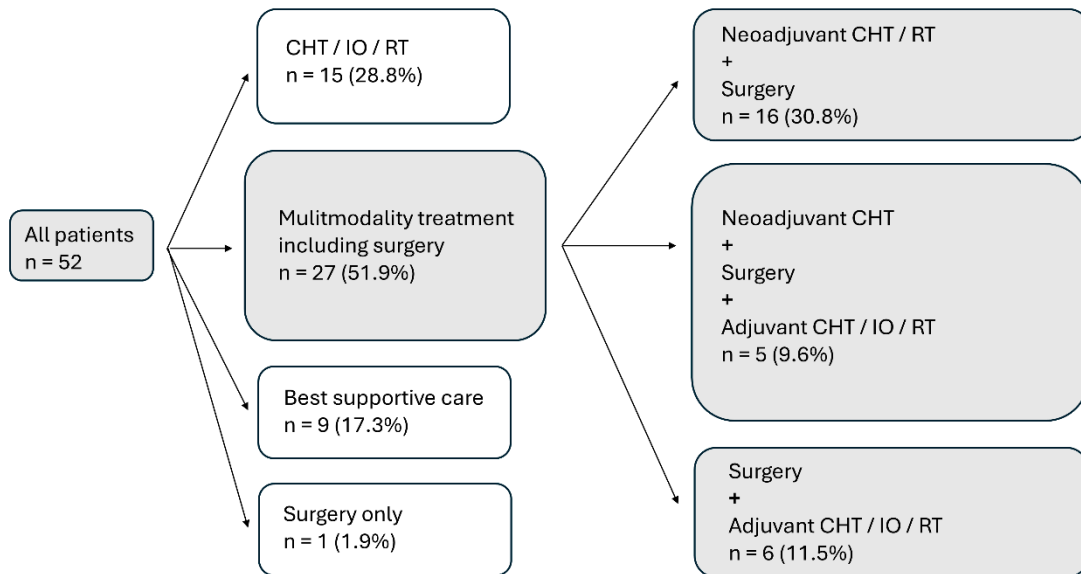 All patients
n = 52
CHT / IO / RT
n = 15 (28.8%)
Mulitmodality treatment
including surgery
n = 27 (51.9%)
Best supportive care
n = 9 (17.3%)
Surgery only
n = 1 (1.9%)
Neoadjuvant CHT / RT
+
Surgery
n = 16 (30.8%)
Neoadjuvant CHT
+
Surgery
+
Adjuvant CHT / IO / RT
n = 5 (9.6%)
Surgery
+
Adjuvant CHT / IO / RT
n = 6 (11.5%)